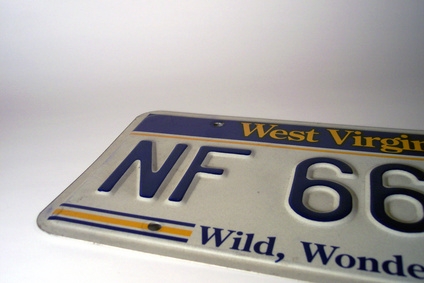 West Virgin
NF 66
Wild, Wonde